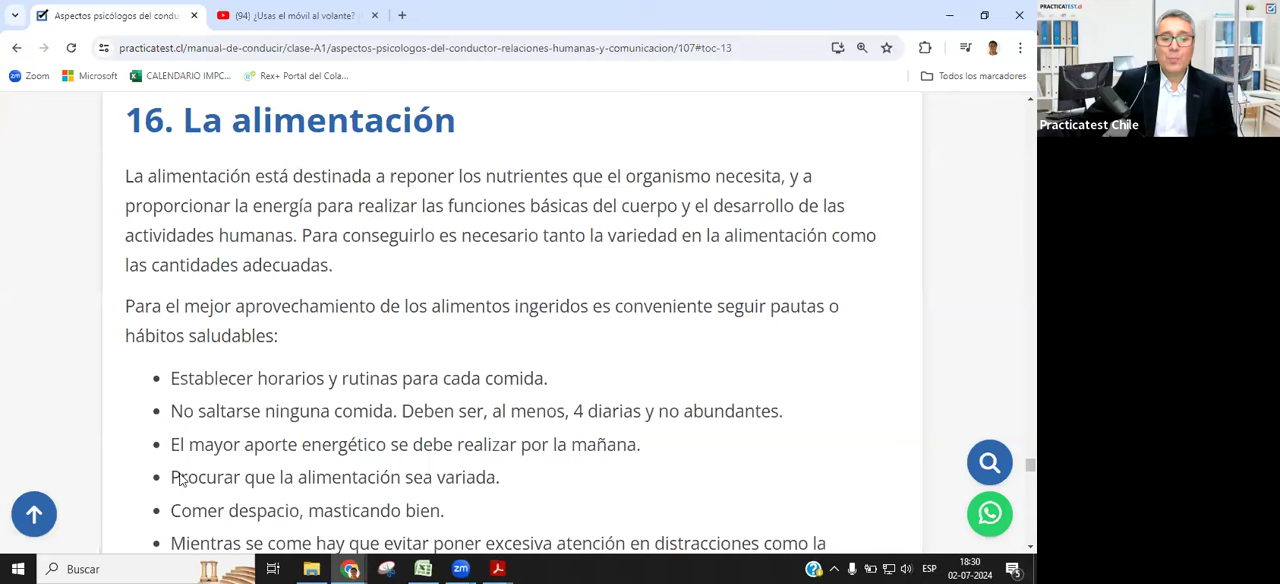 Aspectos psicólogos del condu
(94) ¿Usas el móvil al volante?
practicatest.cl/manual-de-conducir/clase-A1/aspectos-psicologos-del-conductor-relaciones-humanas-y-comunicacion/107#toc-13
Zoom
Microsoft
CALENDARIO IMPC...
Rex+ Portal del Cola...
Todos los marcadores
PRACTICATEST.cl
Practicatest Chile
16. La alimentación
La alimentación está destinada a reponer los nutrientes que el organismo necesita, y a
proporcionar la energía para realizar las funciones básicas del cuerpo y el desarrollo de las
actividades humanas. Para conseguirlo es necesario tanto la variedad en la alimentación como
las cantidades adecuadas.
Para el mejor aprovechamiento de los alimentos ingeridos es conveniente seguir pautas o
hábitos saludables:
• Establecer horarios y rutinas para cada comida.
• No saltarse ninguna comida. Deben ser, al menos, 4 diarias y no abundantes.
• El mayor aporte energético se debe realizar por la mañana.
• Procurar que la alimentación sea variada.
• Comer despacio, masticando bien.
• Mientras se come hay que evitar poner excesiva atención en distracciones como la
Buscar
ESP
18:30
02-07-2024